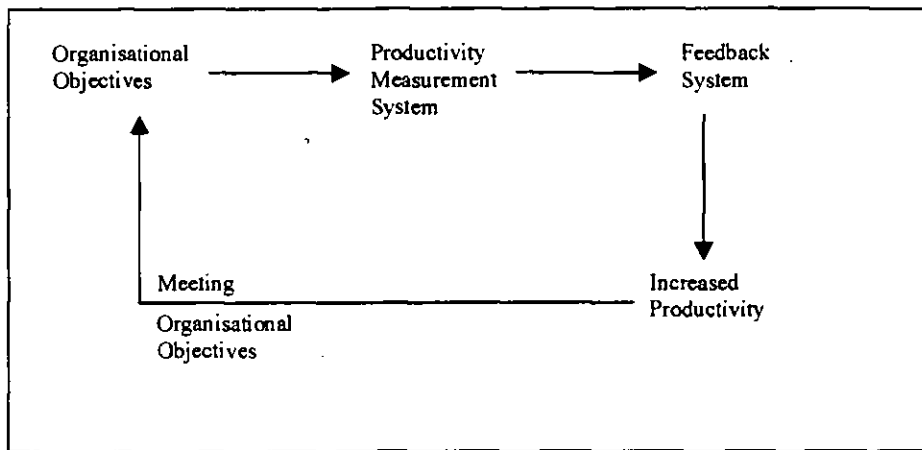 Organisational
Objectives
Productivity
Measurement
System
Feedback
System
Increased
Productivity
Meeting
Organisational
Objectives